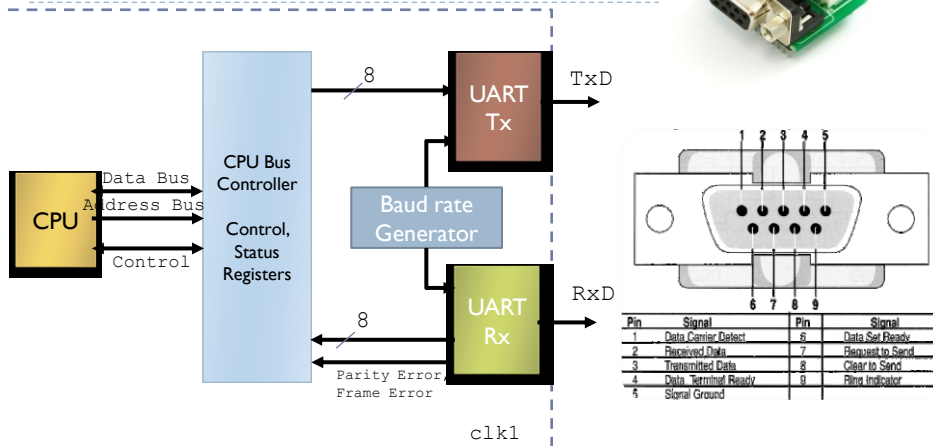 8
TxD
UART
Tx
1 2 3 4 5
CPU Bus
Controller
Control,
Status
Registers
Data Bus
Address Bus
Control
CPU
Baud rate
Generator
6 7 8 9
RxD
UART
Rx
8
Parity Error,
Frame Error
Pin Signal Pin Signal
1 Data Carrier Detect 6 Data Set Ready
2 Received Data 7 Request to Send
3 Transmitted Data 8 Clear to Send
4 Data Terminal Ready 9 Ring Indicator
5 Signal Ground
clk1